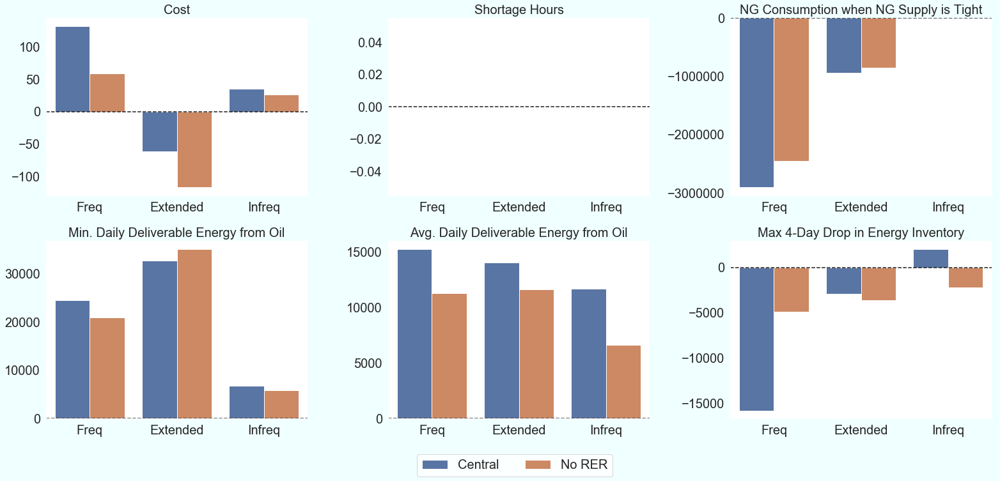 Cost
100
50
0
−50
−100
Freq Extended Infreq
Shortage Hours
0.04
0.02
0.00
−0.02
−0.04
Freq Extended Infreq
NG Consumption when NG Supply is Tight
0
−1000000
−2000000
−3000000
Freq Extended Infreq
Min. Daily Deliverable Energy from Oil
30000
20000
10000
0
Freq Extended Infreq
Avg. Daily Deliverable Energy from Oil
15000
10000
5000
0
Freq Extended Infreq
Max 4-Day Drop in Energy Inventory
0
−5000
−10000
−15000
Freq Extended Infreq
Central No RER